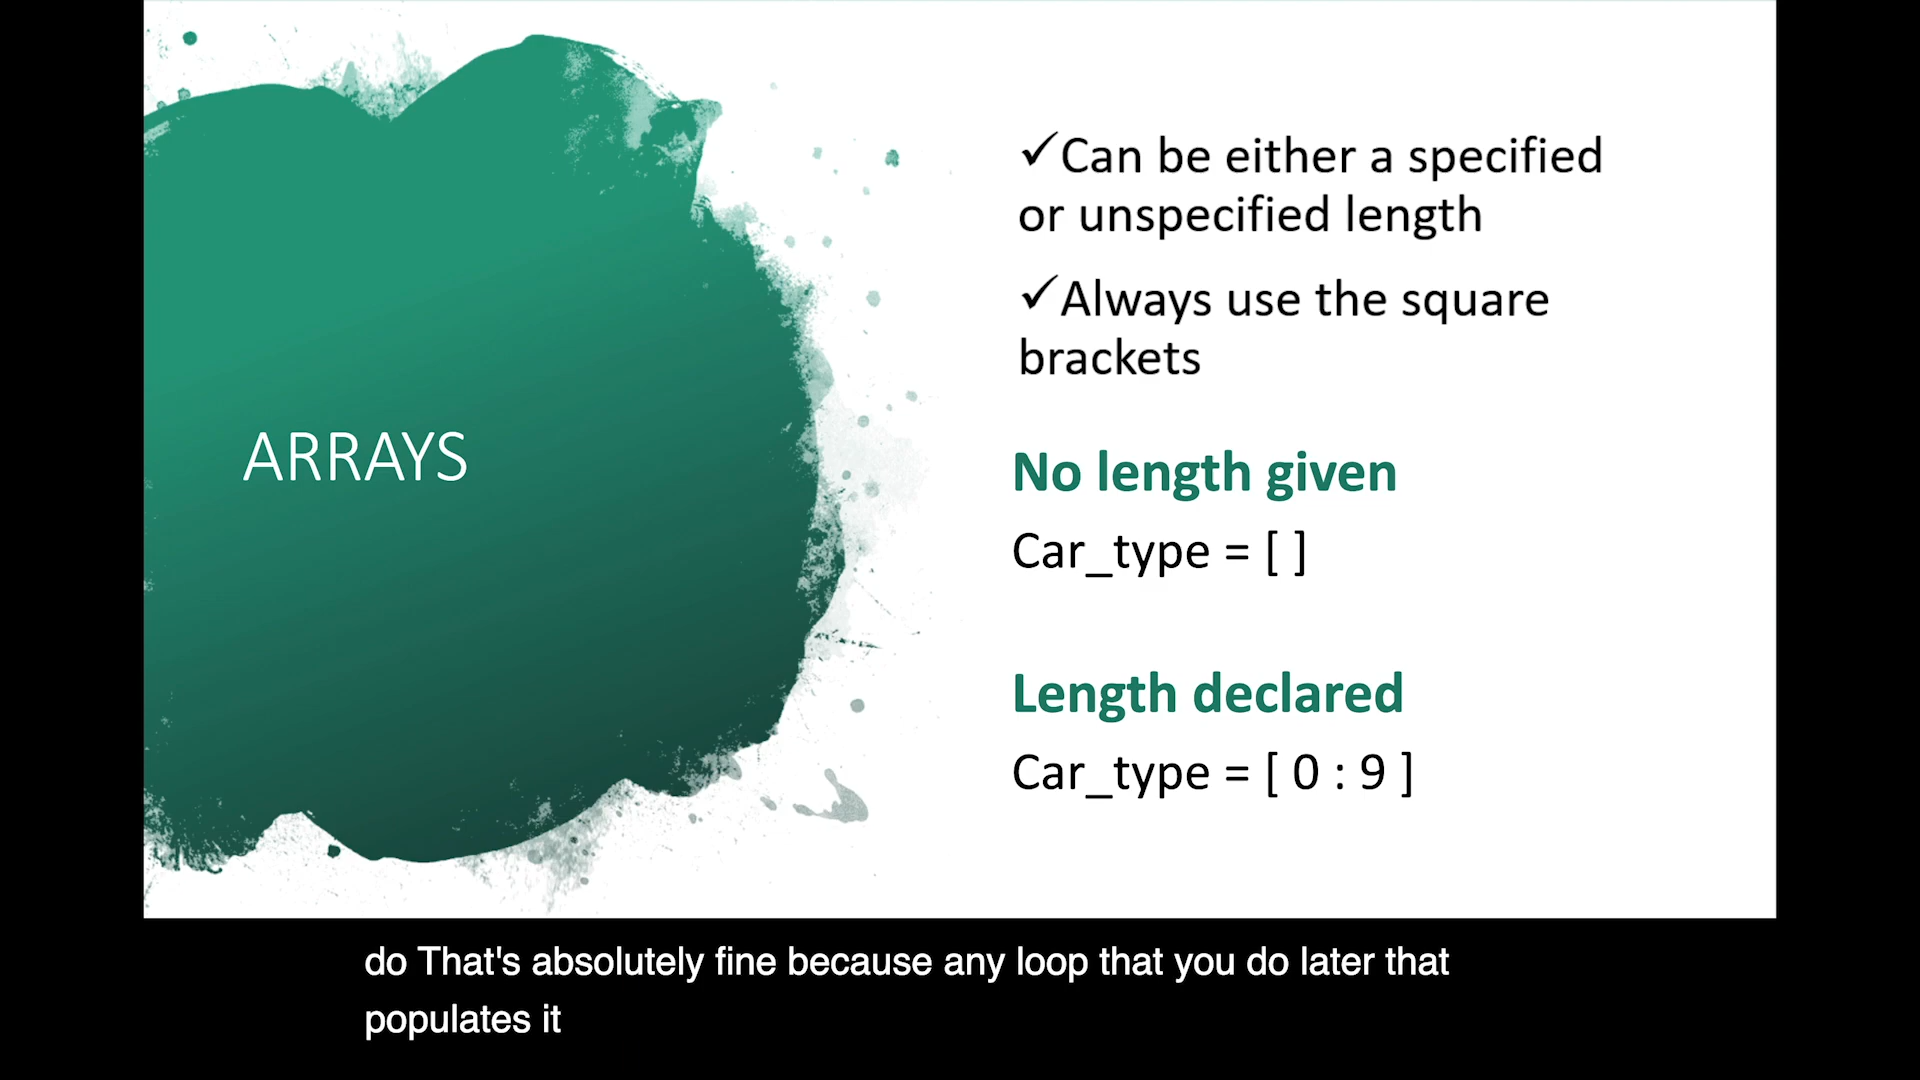 ARRAYS
✓Can be either a specified
or unspecified length
✓Always use the square
brackets
No length given
Car_type = [ ]
Length declared
Car_type = [ 0 : 9 ]
do That's absolutely fine because any loop that you do later that
populates it